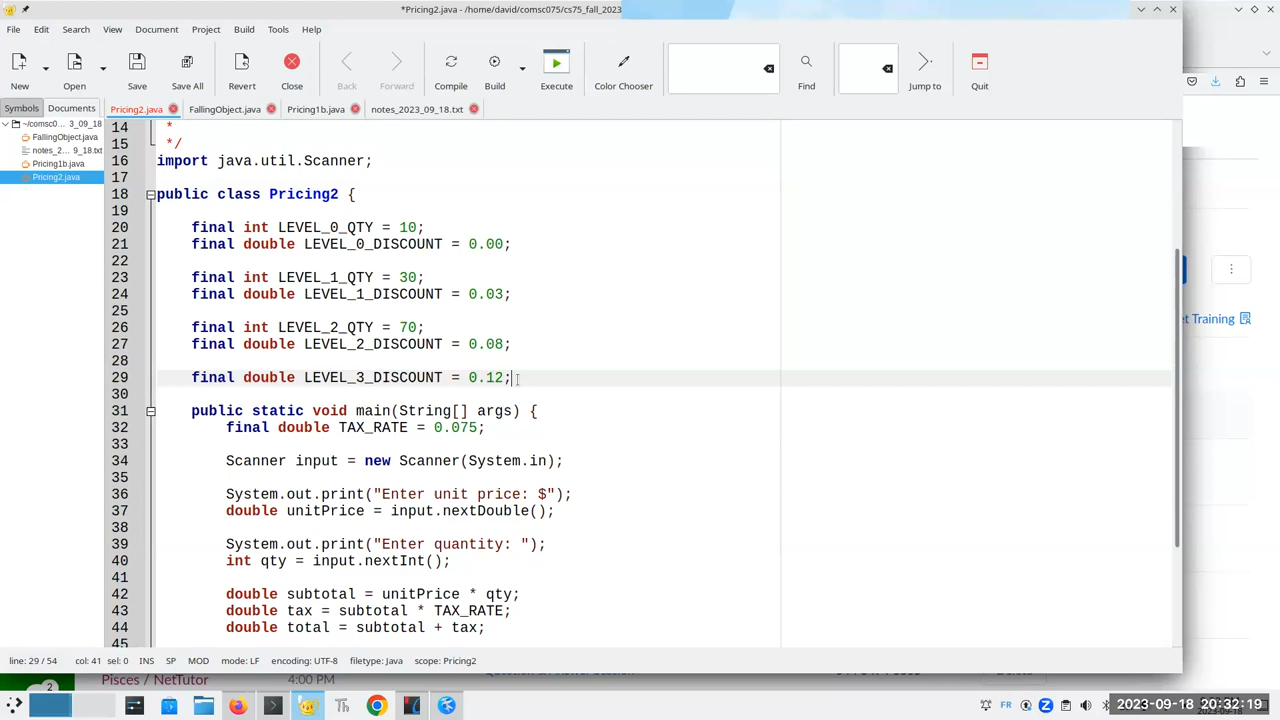 *Pricing2.java - /home/david/comsc075/cs75_fall_2023
File Edit Search View Document Project Build Tools Help
New Open Save Save All Revert Close Back Forward Compile Build Execute Color Chooser Find Jump to Quit
Symbols Documents Pricing2.java FallingObject.java Pricing1b.java notes_2023_09_18.txt
~/comsc0... 3_09_18
FallingObject.java
notes_2... 9_18.txt
Pricing1b.java
Pricing2.java
14 *
15 */
16 import java.util.Scanner;
17
18 public class Pricing2 {
19
20 final int LEVEL_0_QTY = 10;
21 final double LEVEL_0_DISCOUNT = 0.00;
22
23 final int LEVEL_1_QTY = 30;
24 final double LEVEL_1_DISCOUNT = 0.03;
25
26 final int LEVEL_2_QTY = 70;
27 final double LEVEL_2_DISCOUNT = 0.08;
28
29 final double LEVEL_3_DISCOUNT = 0.12;
30
31 public static void main(String[] args) {
32 final double TAX_RATE = 0.075;
33
34 Scanner input = new Scanner(System.in);
35
36 System.out.print("Enter unit price: $");
37 double unitPrice = input.nextDouble();
38
39 System.out.print("Enter quantity: ");
40 int qty = input.nextInt();
41
42 double subtotal = unitPrice * qty;
43 double tax = subtotal * TAX_RATE;
44 double total = subtotal + tax;
45
et Training
line: 29 / 54 col: 41 sel: 0 INS SP MOD mode: LF encoding: UTF-8 filetype: Java scope: Pricing2
Pisces / NetTutor 4:00 PM
2
FR 2023-09-18 20:32:19